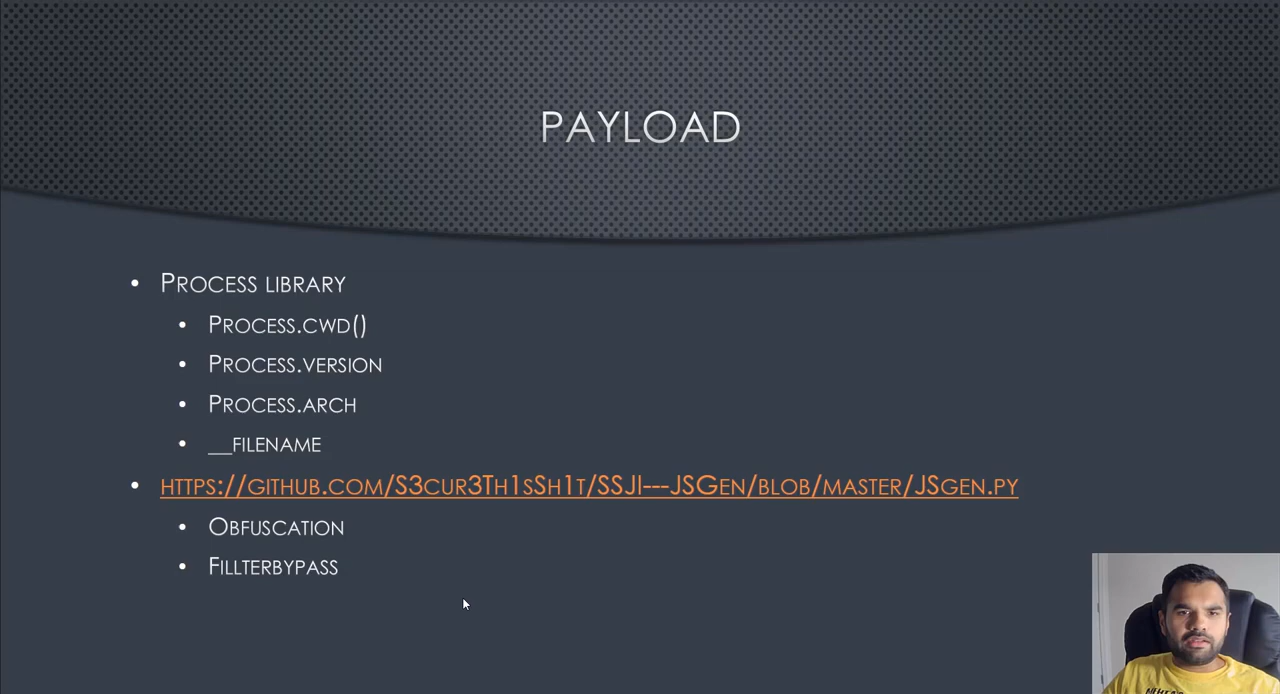 PAYLOAD
• PROCESS LIBRARY
• PROCESS.CWD()
• PROCESS.VERSION
• PROCESS.ARCH
• __FILENAME
• HTTPS://GITHUB.COM/S3CUR3TH1SSH1T/SSJI---JSGEN/BLOB/MASTER/JSGEN.PY
• OBFUSCATION
• FILLTERBYPASS